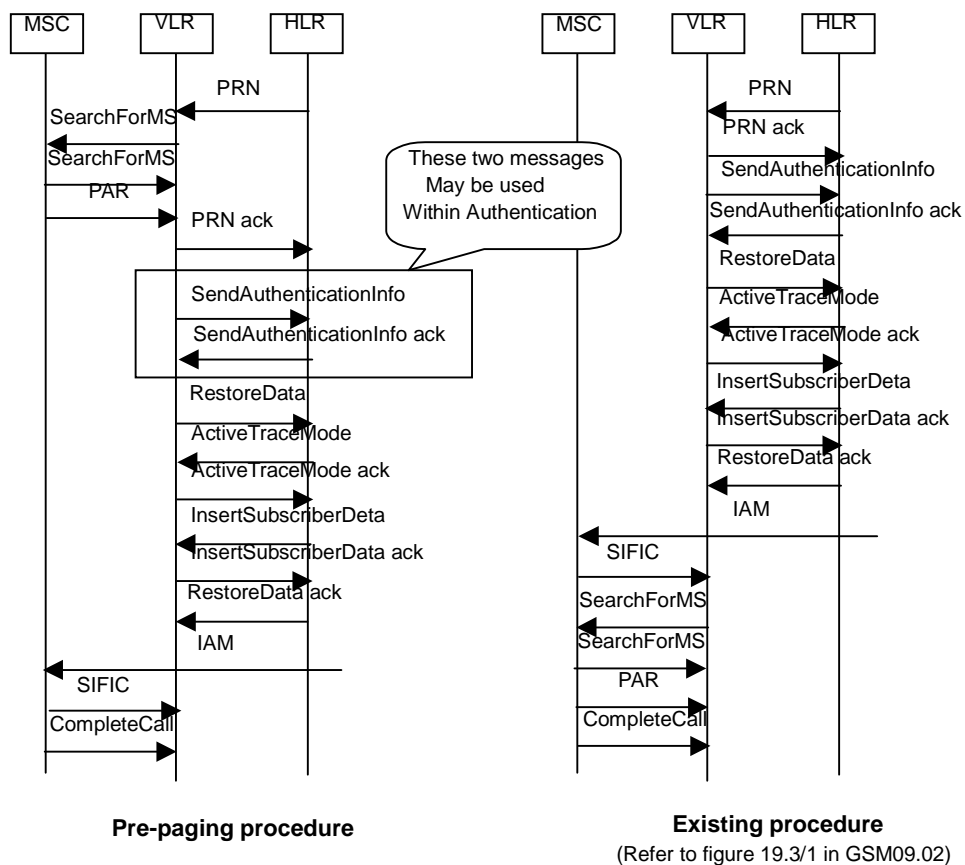 MSC VLR HLR
PRN
SearchForMS
SearchForMS
PAR
PRN ack
SendAuthenticationInfo
SendAuthenticationInfo ack
RestoreData
ActiveTraceMode
ActiveTraceMode ack
InsertSubscriberDeta
InsertSubscriberData ack
RestoreData ack
IAM
SIFIC
CompleteCall
Pre-paging procedure
These two messages
May be used
Within Authentication
MSC VLR HLR
PRN
PRN ack
SendAuthenticationInfo
SendAuthenticationInfo ack
RestoreData
ActiveTraceMode
ActiveTraceMode ack
InsertSubscriberDeta
InsertSubscriberData ack
RestoreData ack
IAM
SIFIC
SearchForMS
SearchForMS
PAR
CompleteCall
Existing procedure
(Refer to figure 19.3/1 in GSM09.02)